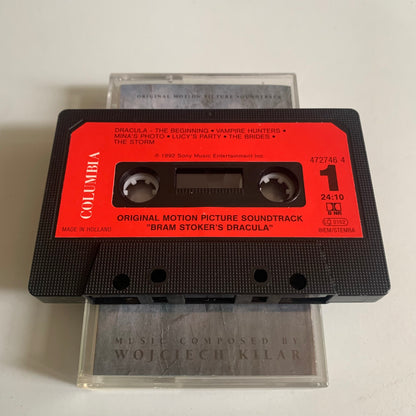 ORIGINAL MOTION PICTURE SOUNDTRACK
DRACULA - THE BEGINNING • VAMPIRE HUNTERS •
MINA'S PHOTO • LUCY'S PARTY • THE BRIDES •
THE STORM
℗ 1992 Sony Music Entertainment Inc.
472746 4
1
24:10
COLUMBIA
MADE IN HOLLAND
ORIGINAL MOTION PICTURE SOUNDTRACK
"BRAM STOKER'S DRACULA"
BIEM/STEMRA
MUSIC COMPOSED BY
WOJCIECH KILAR